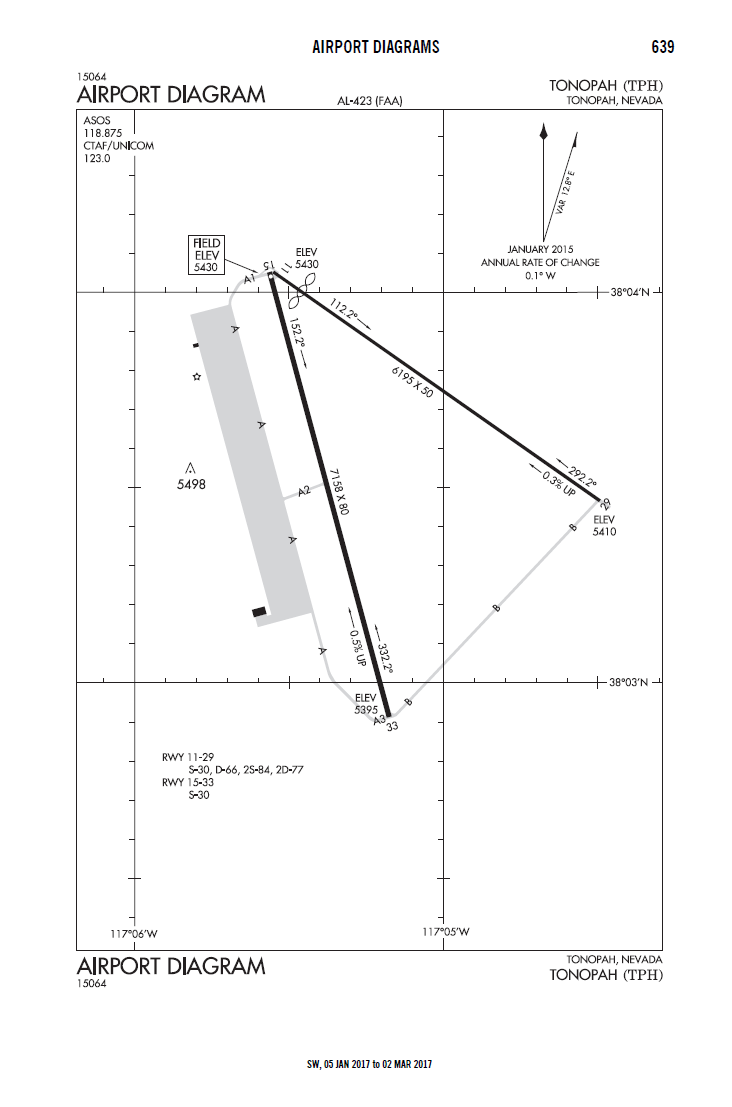 AIRPORT DIAGRAMS
639
15064
AIRPORT DIAGRAM
AL-423 (FAA)
TONOPAH (TPH)
TONOPAH, NEVADA
ASOS
118.875
CTAF/UNICOM
123.0
VAR 12.8° E
JANUARY 2015
ANNUAL RATE OF CHANGE
0.1° W
FIELD
ELEV
5430
A1
15
11
ELEV
5430
38°04'N
152.2°
112.2°
6195 X 50
A
A
5498
A2
7158 X 80
292.2°
0.3% UP
29
ELEV
5410
B
A
B
0.5% UP
332.2°
A
38°03'N
ELEV
5395
A3
33
B
RWY 11-29
S-30, D-66, 2S-84, 2D-77
RWY 15-33
S-30
117°06'W
117°05'W
AIRPORT DIAGRAM
15064
TONOPAH, NEVADA
TONOPAH (TPH)
SW, 05 JAN 2017 to 02 MAR 2017